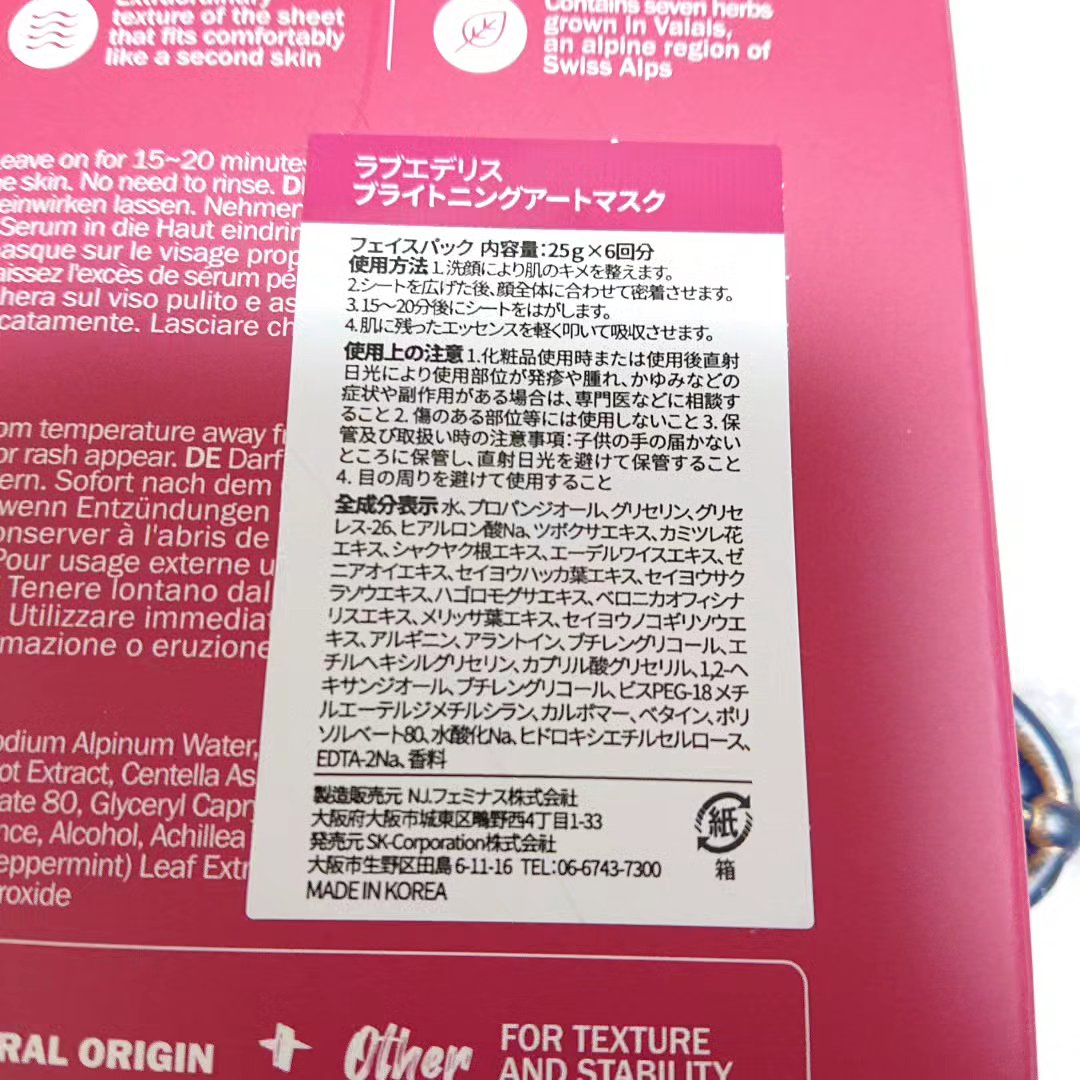 texture of the sheet
that fits comfortably
like a second skin
Contains seven herbs
grown in Valais,
an alpine region of
Swiss Alps
eave on for 15~20 minutes
e skin. No need to rinse. DE
einwirken lassen. Nehmen
Serum in die Haut eindrin
asque sur le visage prop
aissez l'excès de sérum pé
hera sul viso pulito e as
catamente. Lasciare ch
om temperature away f
or rash appear. DE Darf
ern. Sofort nach dem
wenn Entzündungen
onserver à l'abris de
Pour usage externe u
Tenere lontano dal
Utilizzare immediat
mazione o eruzione
odium Alpinum Water,
ot Extract, Centella As
ate 80, Glyceryl Capry
nce, Alcohol, Achillea
eppermint) Leaf Extr
roxide
ラブエデリス
ブライトニングアートマスク
フェイスパック 内容量:25g×6回分
使用方法 1.洗顔により肌のキメを整えます。
2.シートを広げた後、顔全体に合わせて密着させます。
3.15~20分後にシートをはがします。
4.肌に残ったエッセンスを軽く叩いて吸収させます。
使用上の注意 1.化粧品使用時または使用後直射
日光により使用部位が発疹や腫れ、かゆみなどの
症状や副作用がある場合は、専門医などに相談す
ること 2. 傷のある部位等には使用しないこと 3. 保
管及び取扱い時の注意事項:子供の手の届かない
ところに保管し、直射日光を避けて保管すること
4. 目の周りを避けて使用すること
全成分表示 水、プロパンジオール、グリセリン、グリセ
レス-26、ヒアルロン酸Na、ツボクサエキス、カミツレ花
エキス、シャクヤク根エキス、エーデルワイスエキス、ゼ
ニアオイエキス、セイヨウハッカ葉エキス、セイヨウサク
ラソウエキス、ハゴロモグサエキス、ベロニカオフィシナ
リスエキス、メリッサ葉エキス、セイヨウノコギリソウエ
キス、アルギニン、アラントイン、ブチレングリコール、エ
チルヘキシルグリセリン、カプリル酸グリセリル、1,2-ヘ
キサンジオール、ブチレングリコール、ビスPEG-18メチ
ルエーテルジメチルシラン、カルボマー、ベタイン、ポリ
ソルベート80、水酸化Na、ヒドロキシエチルセルロース、
EDTA-2Na、香料
製造販売元 N.J.フェミナス株式会社
大阪府大阪市城東区鴫野西4丁目1-33
発売元 SK-Corporation株式会社
大阪市生野区田島 6-11-16 TEL:06-6743-7300
MADE IN KOREA
紙
箱
RAL ORIGIN + Other FOR TEXTURE
AND STABILITY